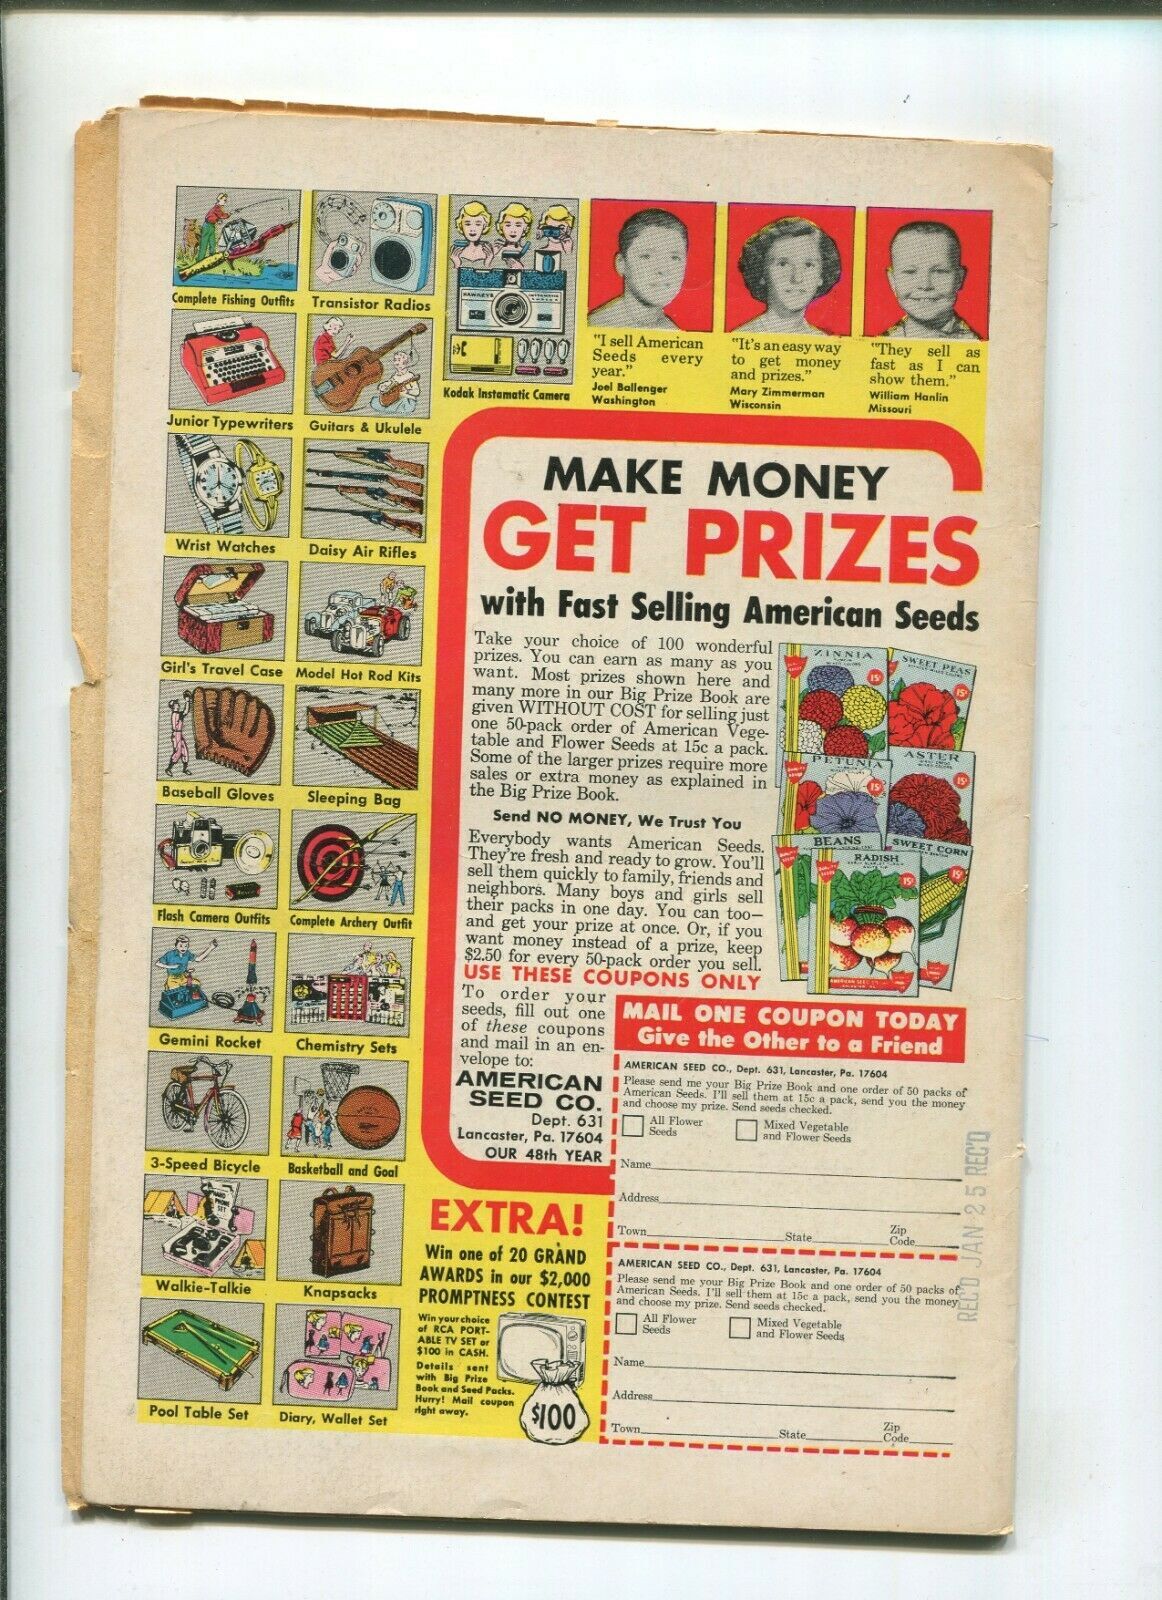 Complete Fishing Outfits
Transistor Radios
HAWKEYE
INSTAMATIC
Kodak Instamatic Camera
Junior Typewriters
Guitars & Ukulele
Wrist Watches
Daisy Air Rifles
Girl's Travel Case
Model Hot Rod Kits
Baseball Gloves
Sleeping Bag
Flash Camera Outfits
Complete Archery Outfit
Gemini Rocket
Chemistry Sets
3-Speed Bicycle
Basketball and Goal
Walkie-Talkie
Knapsacks
Pool Table Set
Diary, Wallet Set
"I sell American
Seeds every
year."
Joel Ballenger
Washington
"It's an easy way
to get money
and prizes."
Mary Zimmerman
Wisconsin
"They sell as
fast as I can
show them."
William Hanlin
Missouri
MAKE MONEY
GET PRIZES
with Fast Selling American Seeds
Take your choice of 100 wonderful
prizes. You can earn as many as you
want. Most prizes shown here and
many more in our Big Prize Book are
given WITHOUT COST for selling just
one 50-pack order of American Vege-
table and Flower Seeds at 15c a pack.
Some of the larger prizes require more
sales or extra money as explained in
the Big Prize Book.
Send NO MONEY, We Trust You
Everybody wants American Seeds.
They're fresh and ready to grow. You'll
sell them quickly to family, friends and
neighbors. Many boys and girls sell
their packs in one day. You can too—
and get your prize at once. Or, if you
want money instead of a prize, keep
$2.50 for every 50-pack order you sell.
USE THESE COUPONS ONLY
To order your
seeds, fill out one
of these coupons
and mail in an en-
velope to:
AMERICAN
SEED CO.
Dept. 631
Lancaster, Pa. 17604
OUR 48th YEAR
ZINNIA
15¢
SWEET PEAS
15¢
PETUNIA
15¢
ASTER
15¢
BEANS
SWEET CORN
15¢
RADISH
15¢
AMERICAN SEED CO.
MAIL ONE COUPON TODAY
Give the Other to a Friend
AMERICAN SEED CO., Dept. 631, Lancaster, Pa. 17604
Please send me your Big Prize Book and one order of 50 packs of
American Seeds. I'll sell them at 15c a pack, send you the money
and choose my prize. Send seeds checked.
All Flower
Seeds
Mixed Vegetable
and Flower Seeds
Name
Address
Town State Zip
Code
AMERICAN SEED CO., Dept. 631, Lancaster, Pa. 17604
Please send me your Big Prize Book and one order of 50 packs of
American Seeds. I'll sell them at 15c a pack, send you the money
and choose my prize. Send seeds checked.
All Flower
Seeds
Mixed Vegetable
and Flower Seeds
Name
Address
Town State Zip
Code
EXTRA!
Win one of 20 GRAND
AWARDS in our $2,000
PROMPTNESS CONTEST
Win your choice
of RCA PORT-
ABLE TV SET or
$100 in CASH.
Details sent
with Big Prize
Book and Seed Packs.
Hurry! Mail coupon
right away.
$100
REC'D JAN 25 REC'D